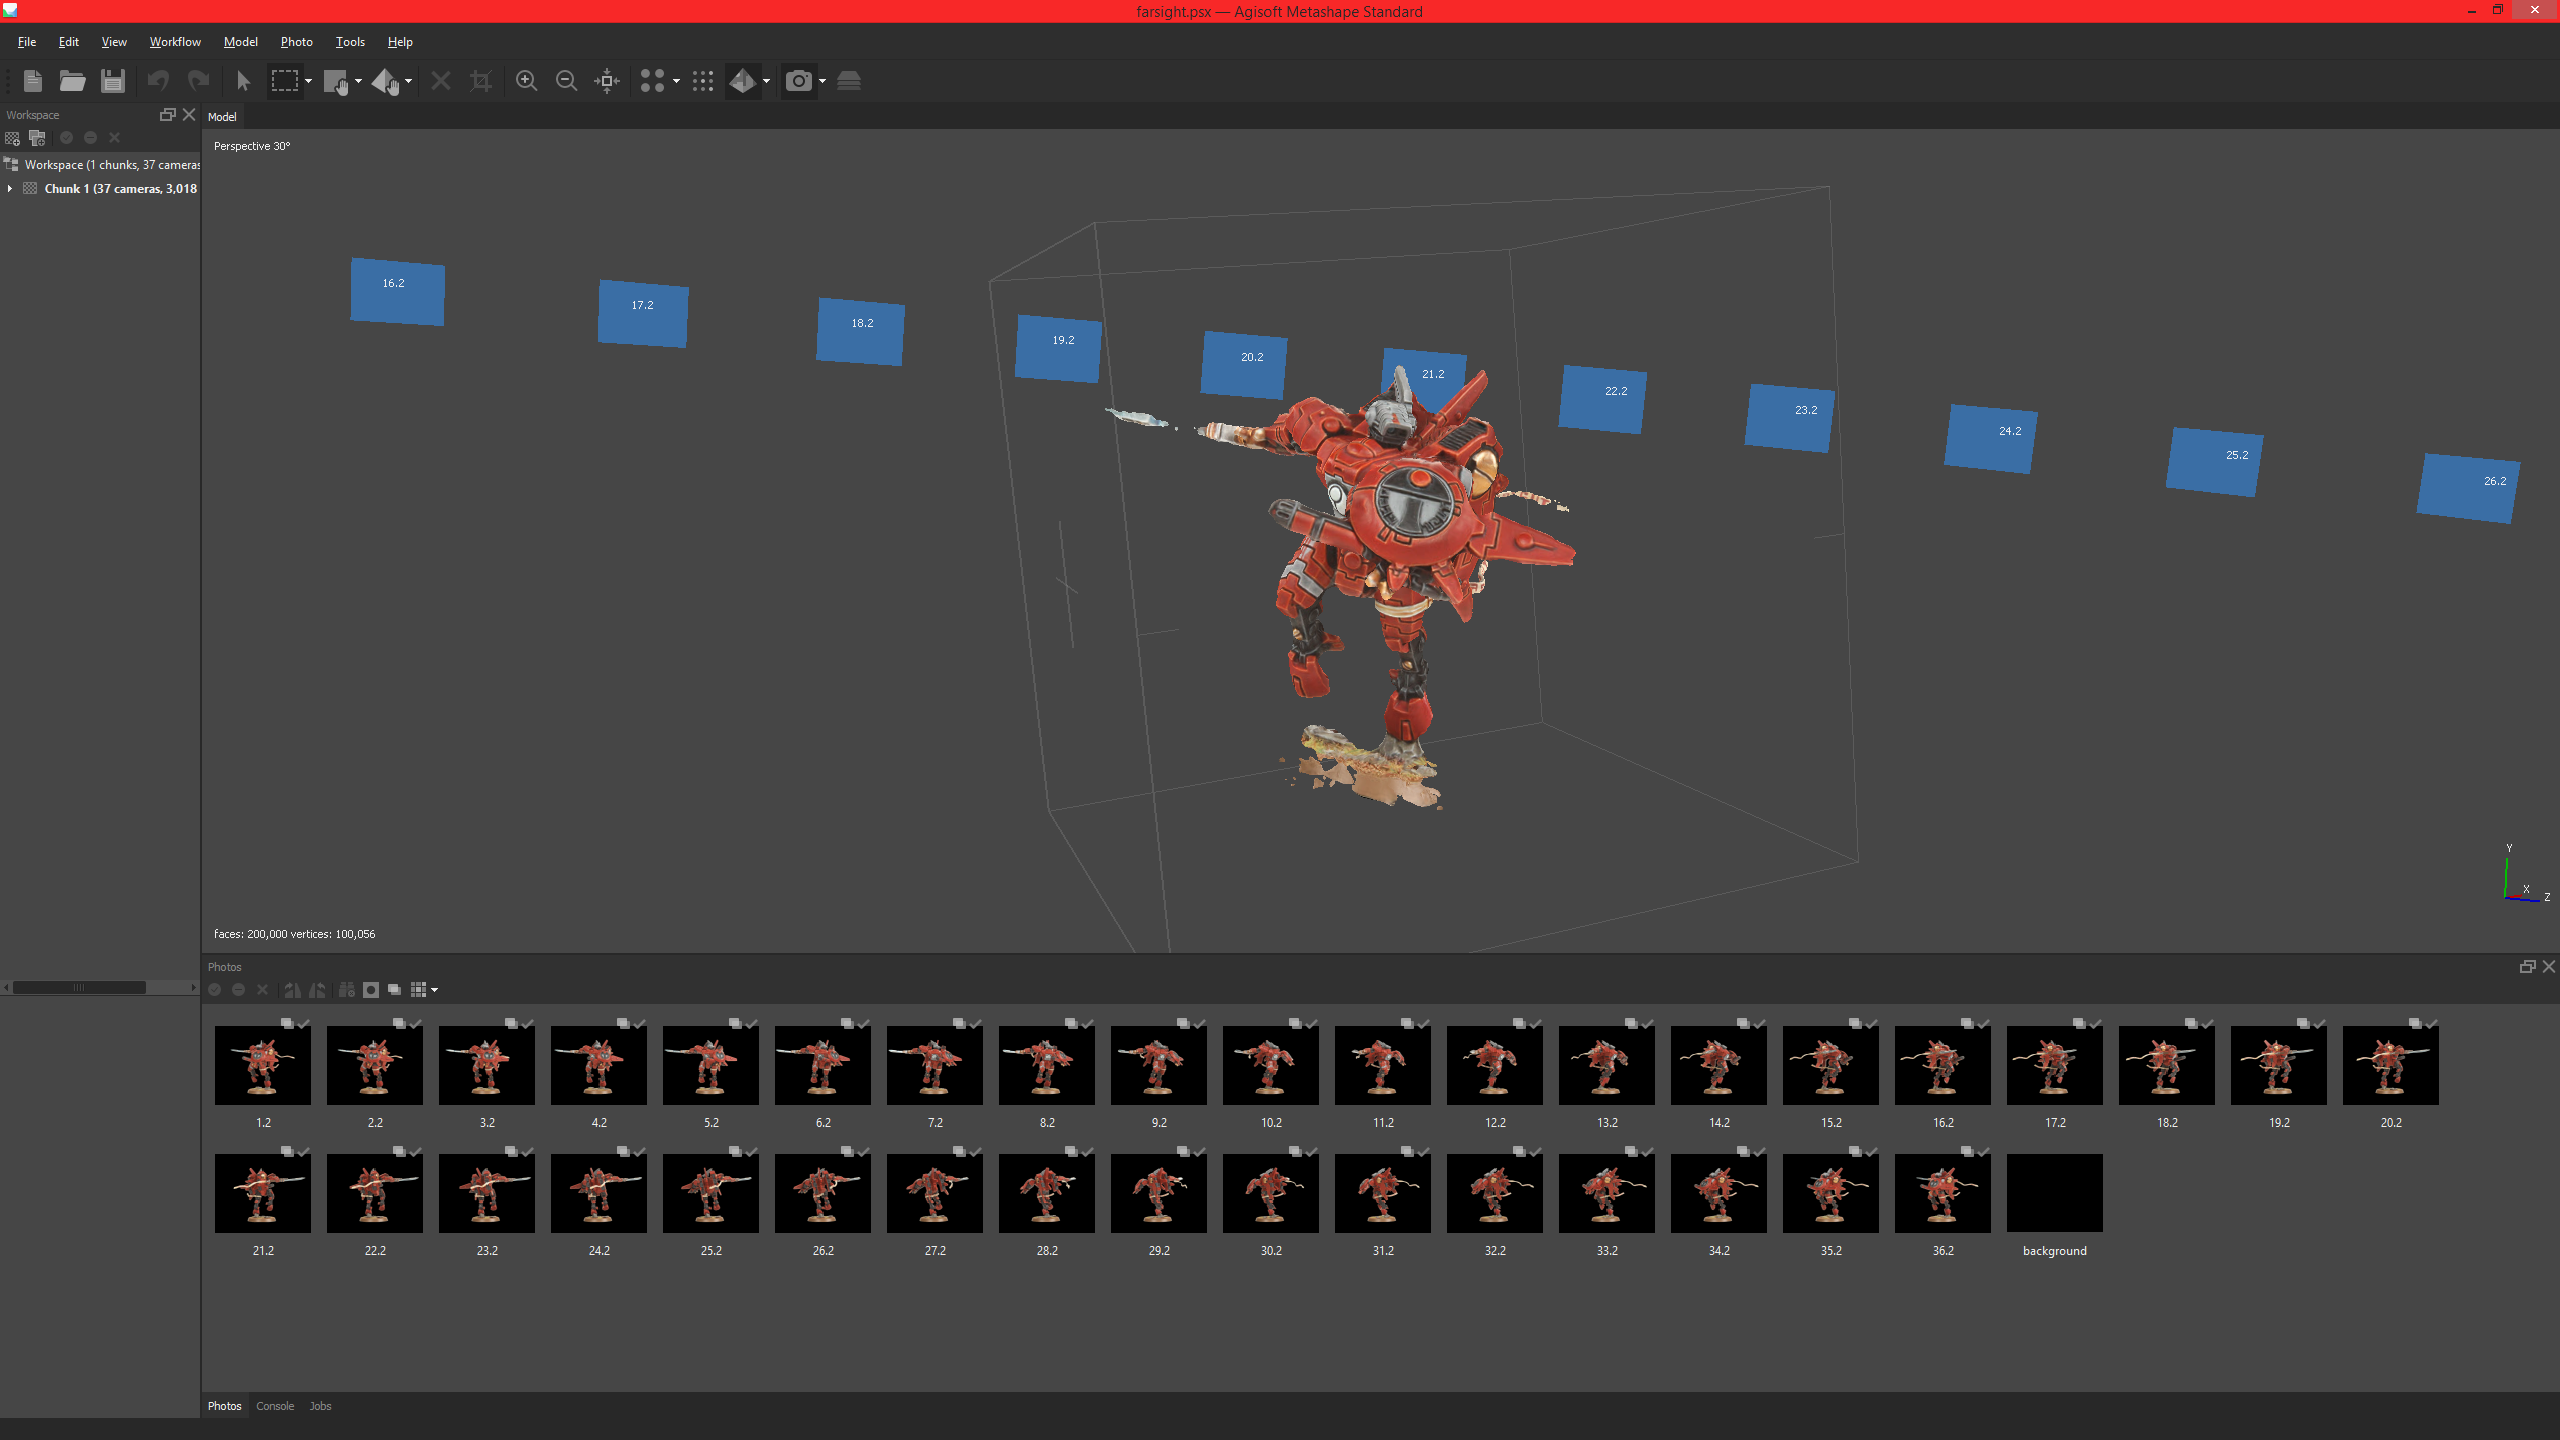 farsight.psx — Agisoft Metashape Standard
File Edit View Workflow Model Photo Tools Help
Workspace
Model
Workspace (1 chunks, 37 cameras
Chunk 1 (37 cameras, 3,018
Perspective 30°
16.2
17.2
18.2
19.2
20.2
21.2
22.2
23.2
24.2
25.2
26.2
Y
X
Z
faces: 200,000 vertices: 100,056
Photos
1.2 2.2 3.2 4.2 5.2 6.2 7.2 8.2 9.2 10.2 11.2 12.2 13.2 14.2 15.2 16.2 17.2 18.2 19.2 20.2
21.2 22.2 23.2 24.2 25.2 26.2 27.2 28.2 29.2 30.2 31.2 32.2 33.2 34.2 35.2 36.2 background
Photos Console Jobs